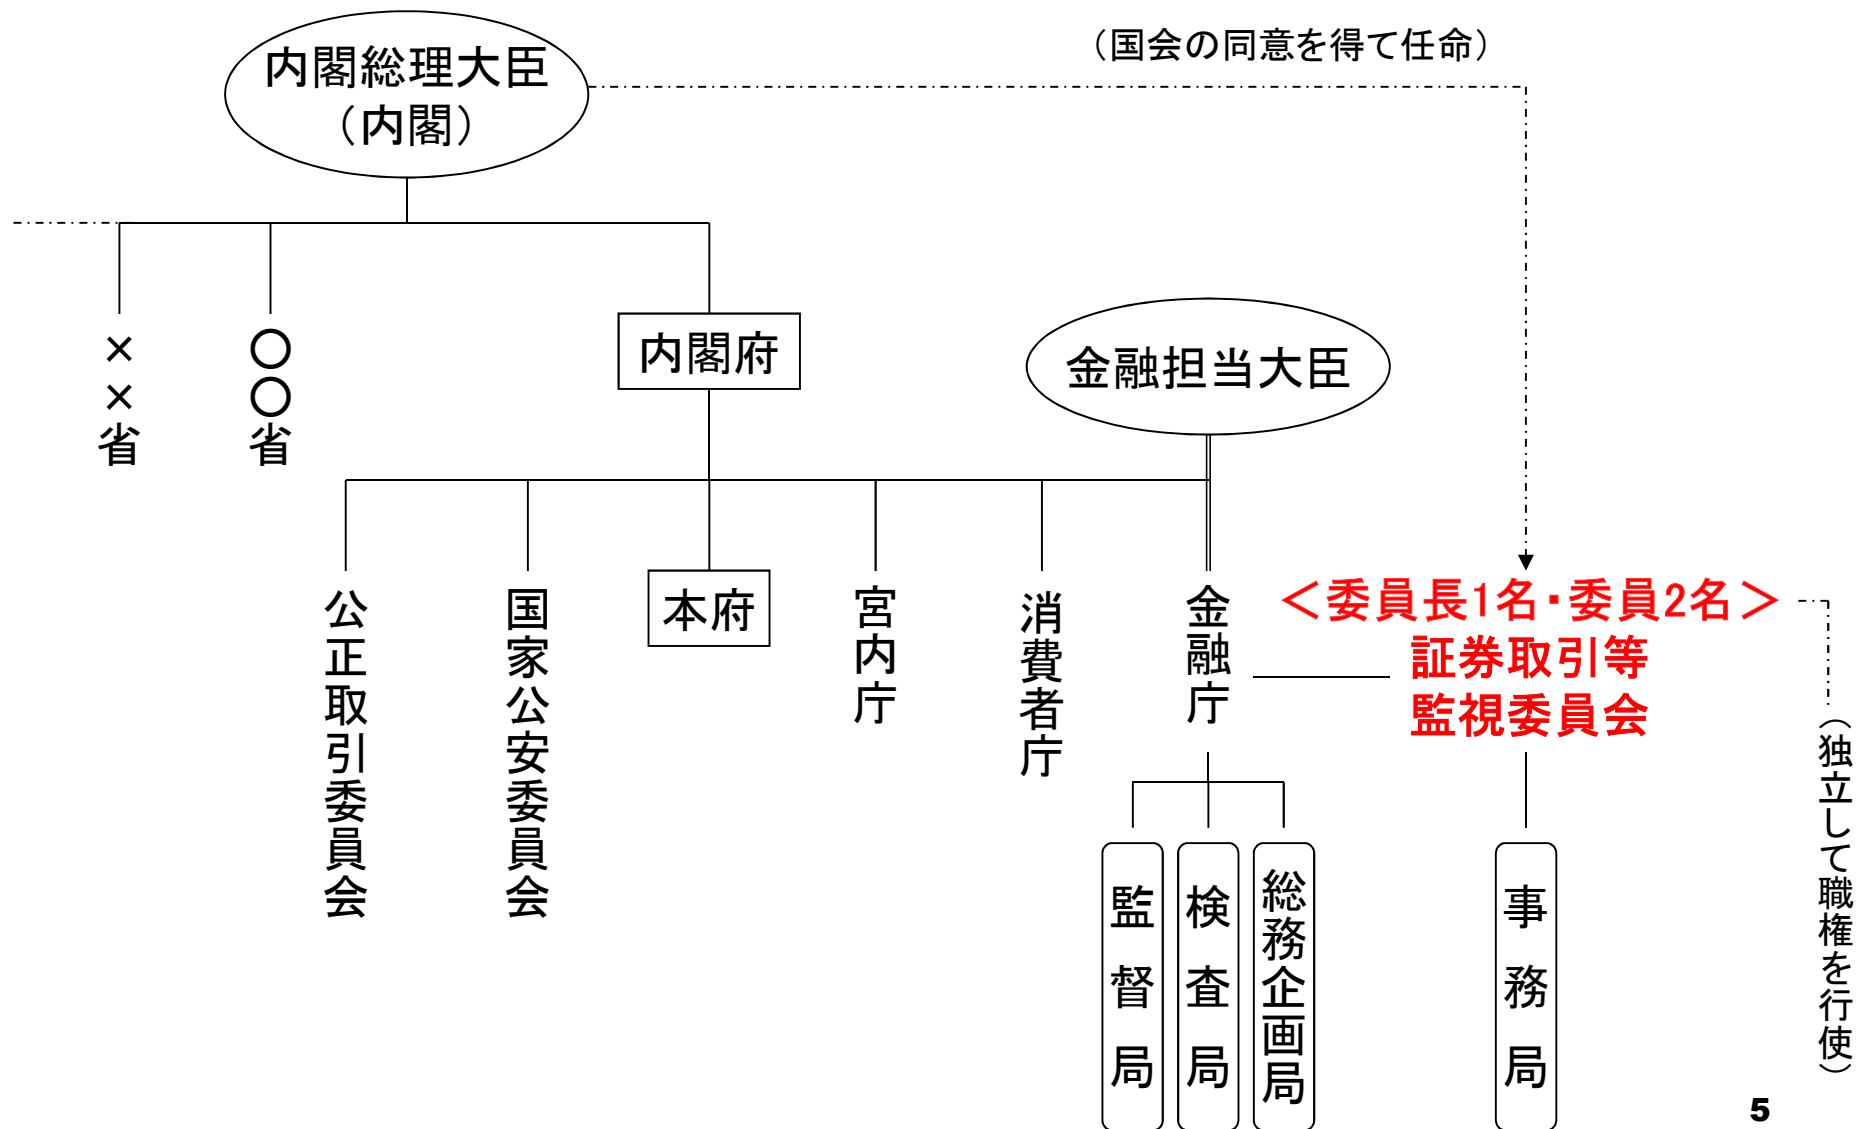 内閣総理大臣
（内閣）
（国会の同意を得て任命）
××省
○○省
内閣府
金融担当大臣
公正取引委員会
国家公安委員会
本府
宮内庁
消費者庁
金融庁
＜委員長1名・委員2名＞
証券取引等
監視委員会
（独立して職権を行使）
監督局
検査局
総務企画局
事務局
5